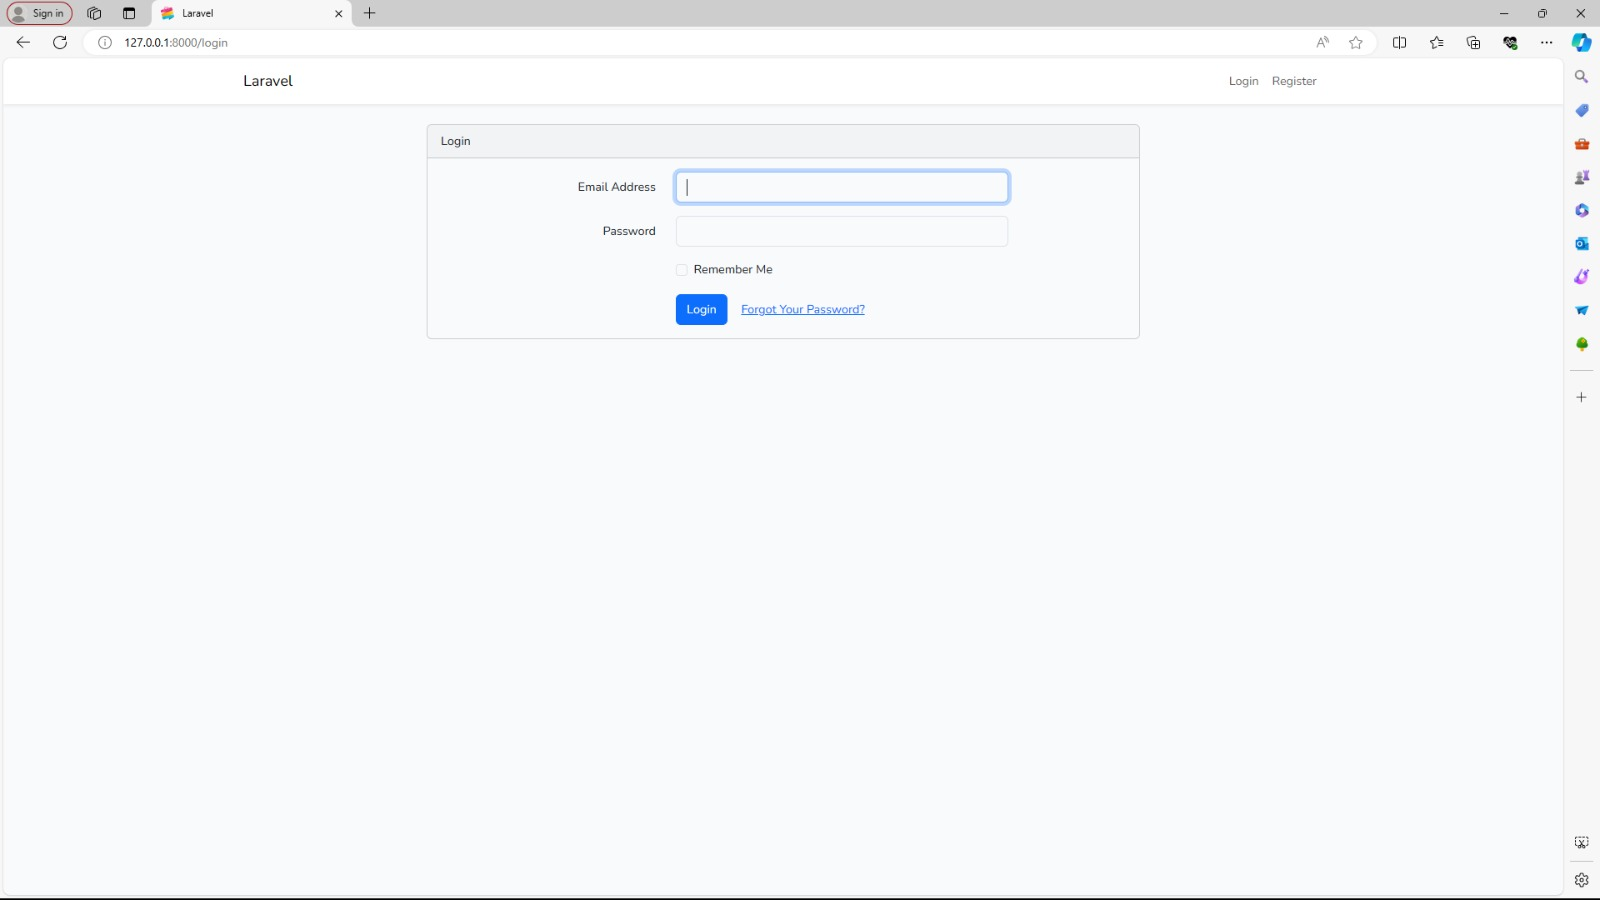 Sign in
Laravel
127.0.0.1:8000/login
Laravel
Login Register
Login
Email Address
Password
Remember Me
Login Forgot Your Password?